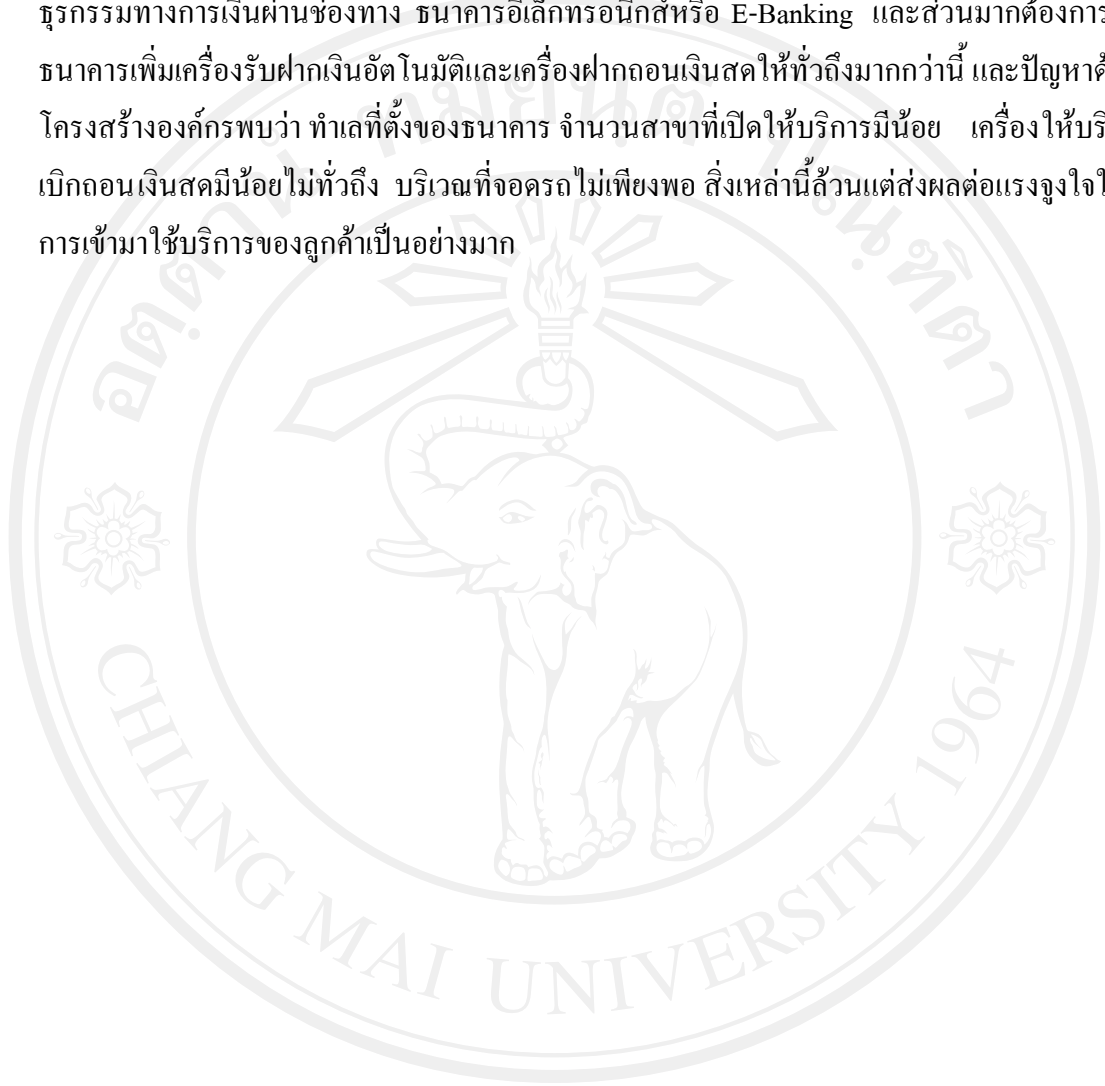 ธุรกรรมทางการเงินผ่านช่องทาง ธนาคารอิเล็กทรอนิกส์หรือ E-Banking และส่วนมากต้องการ
ธนาคารเพิ่มเครื่องรับฝากเงินอัตโนมัติและเครื่องฝากถอนเงินสดให้ทั่วถึงมากกว่านี้ และปัญหาด้
โครงสร้างองค์กรพบว่า ทำเลที่ตั้งของธนาคาร จำนวนสาขาที่เปิดให้บริการมีน้อย เครื่องให้บริ
เบิกถอนเงินสดมีน้อยไม่ทั่วถึง บริเวณที่จอดรถไม่เพียงพอ สิ่งเหล่านี้ล้วนแต่ส่งผลต่อแรงจูงใจใ
การเข้ามาใช้บริการของลูกค้าเป็นอย่างมาก
อตฺตานํ ทมยนฺติ ปณฺฑิตา
CHIANG MAI UNIVERSITY 1964